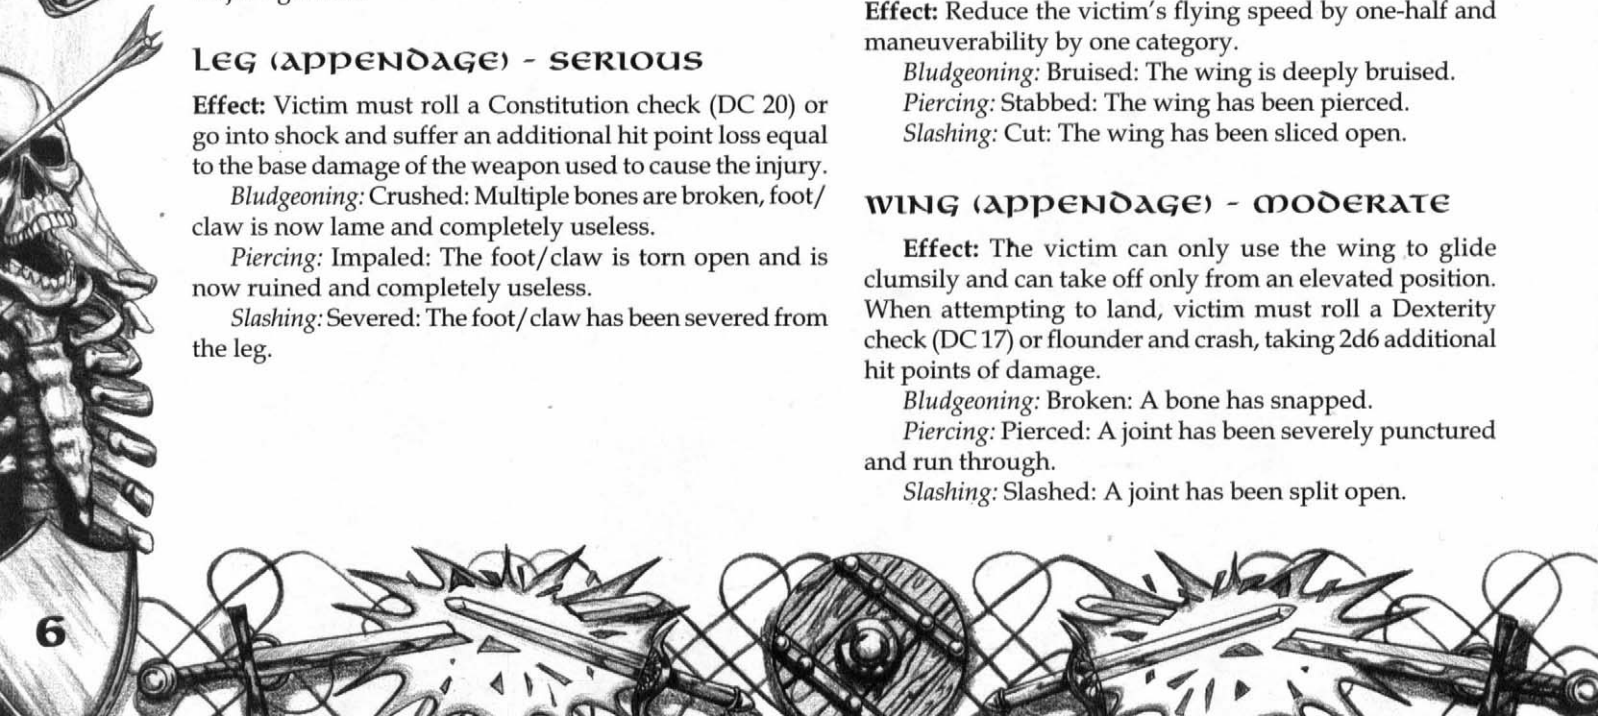 Leg (Appendage) - Serious
Effect: Victim must roll a Constitution check (DC 20) or
go into shock and suffer an additional hit point loss equal
to the base damage of the weapon used to cause the injury.
Bludgeoning: Crushed: Multiple bones are broken, foot/
claw is now lame and completely useless.
Piercing: Impaled: The foot/claw is torn open and is
now ruined and completely useless.
Slashing: Severed: The foot/claw has been severed from
the leg.
Effect: Reduce the victim's flying speed by one-half and
maneuverability by one category.
Bludgeoning: Bruised: The wing is deeply bruised.
Piercing: Stabbed: The wing has been pierced.
Slashing: Cut: The wing has been sliced open.
Wing (Appendage) - Moderate
Effect: The victim can only use the wing to glide
clumsily and can take off only from an elevated position.
When attempting to land, victim must roll a Dexterity
check (DC 17) or flounder and crash, taking 2d6 additional
hit points of damage.
Bludgeoning: Broken: A bone has snapped.
Piercing: Pierced: A joint has been severely punctured
and run through.
Slashing: Slashed: A joint has been split open.
6